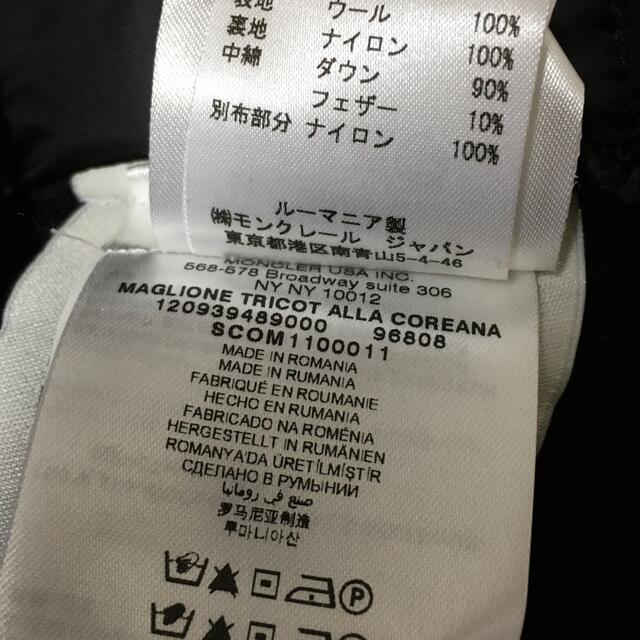 表地 ウール 100%
裏地 ナイロン 100%
中綿 ダウン 90%
フェザー 10%
別布部分 ナイロン 100%
ルーマニア製
㈱モンクレール ジャパン
東京都港区南青山5-4-46
MONCLER USA INC.
568-578 Broadway suite 306
NY NY 10012
MAGLIONE TRICOT ALLA COREANA
120939489000 96808
SCOM1100011
MADE IN ROMANIA
MADE IN RUMANIA
FABRIQUÉ EN ROUMANIE
HECHO EN RUMANIA
FABRICADO NA ROMÉNIA
HERGESTELLT IN RUMÄNIEN
ROMANYA'DA ÜRETİLMİŞTİR
СДЕЛАНО В РУМЫНИИ
صنع في رومانيا
罗马尼亚制造
루마니아산